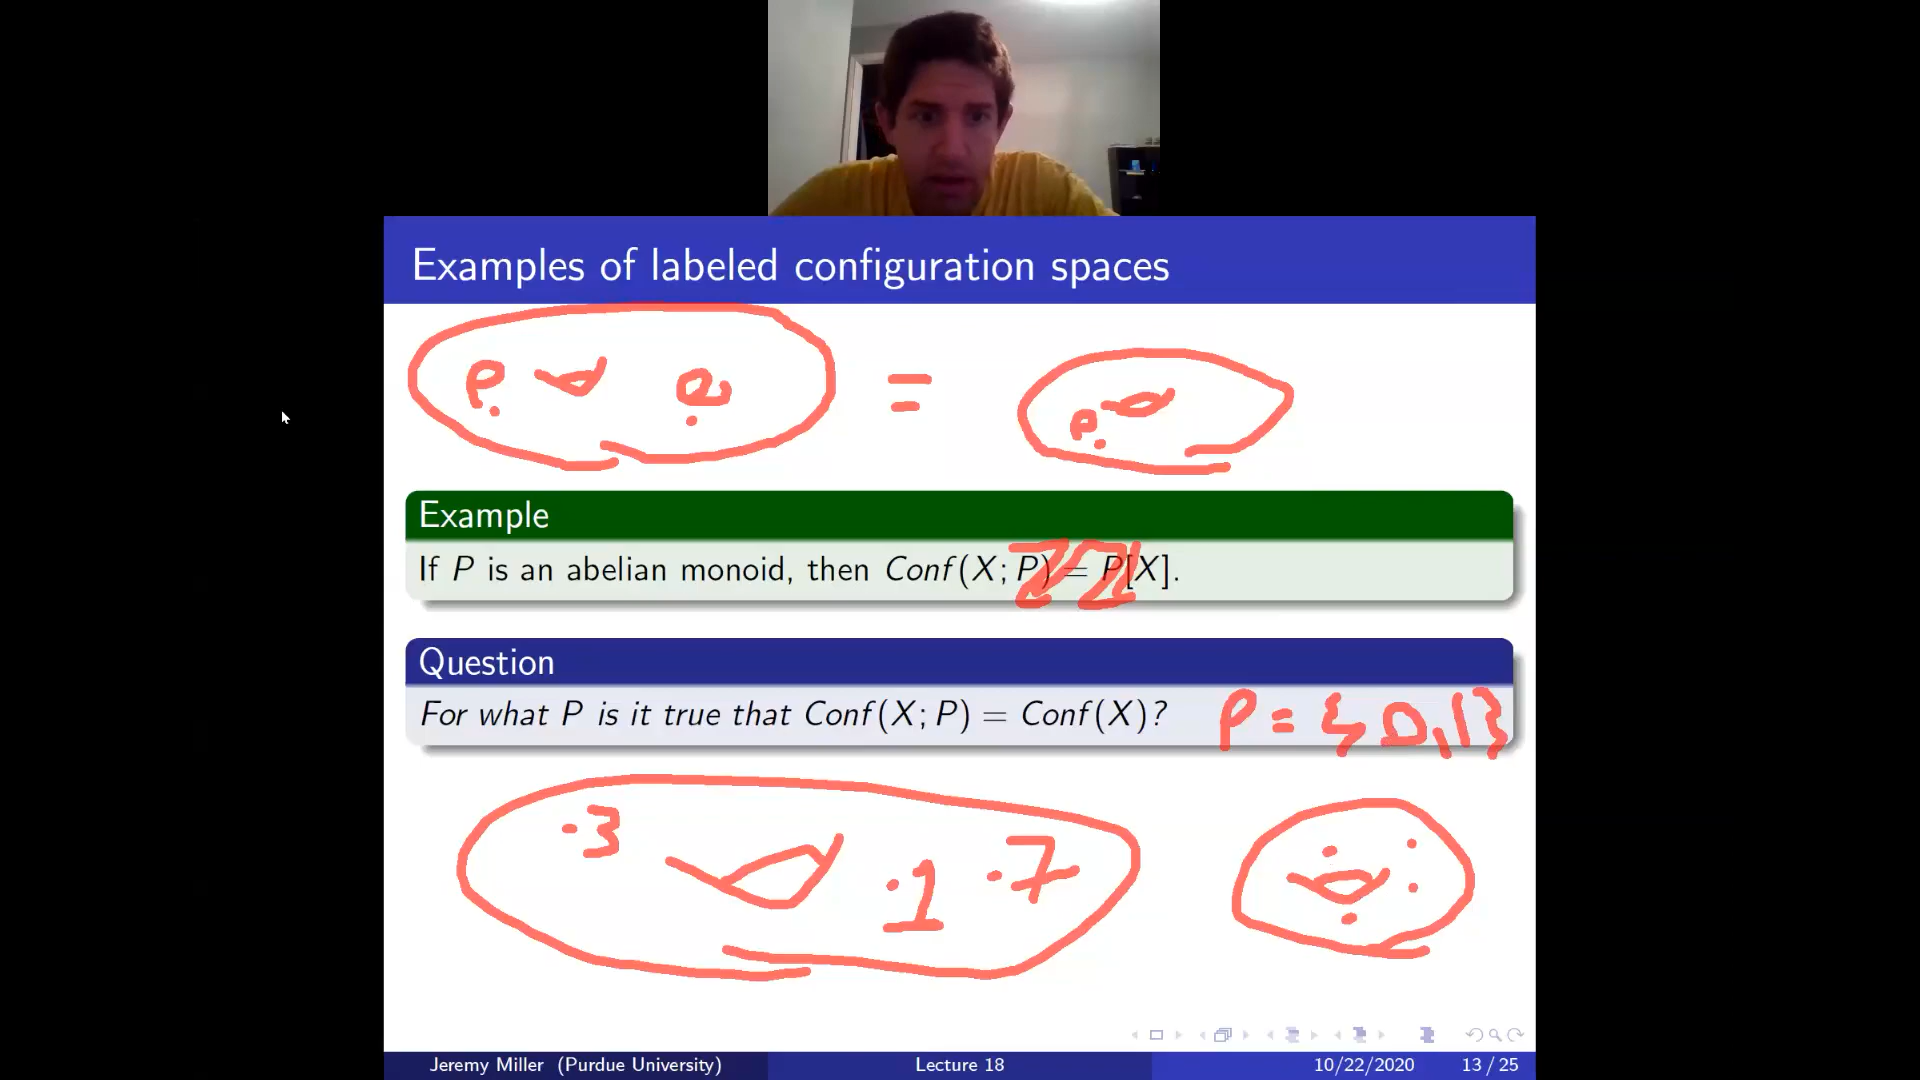 Examples of labeled configuration spaces
=
Example
If P is an abelian monoid, then Conf(X; P) = P[X].
Question
For what P is it true that Conf(X; P) = Conf(X)? P = {0,1}
.3 .1 .7
Jeremy Miller (Purdue University) Lecture 18 10/22/2020 13 / 25